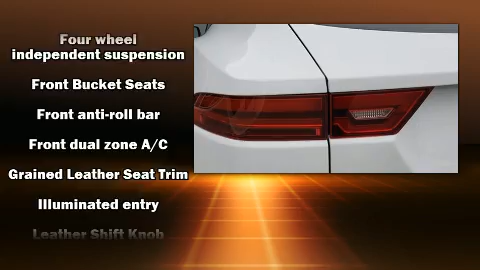 Four wheel
independent suspension
Front Bucket Seats
Front anti-roll bar
Front dual zone A/C
Grained Leather Seat Trim
Illuminated entry
Leather Shift Knob